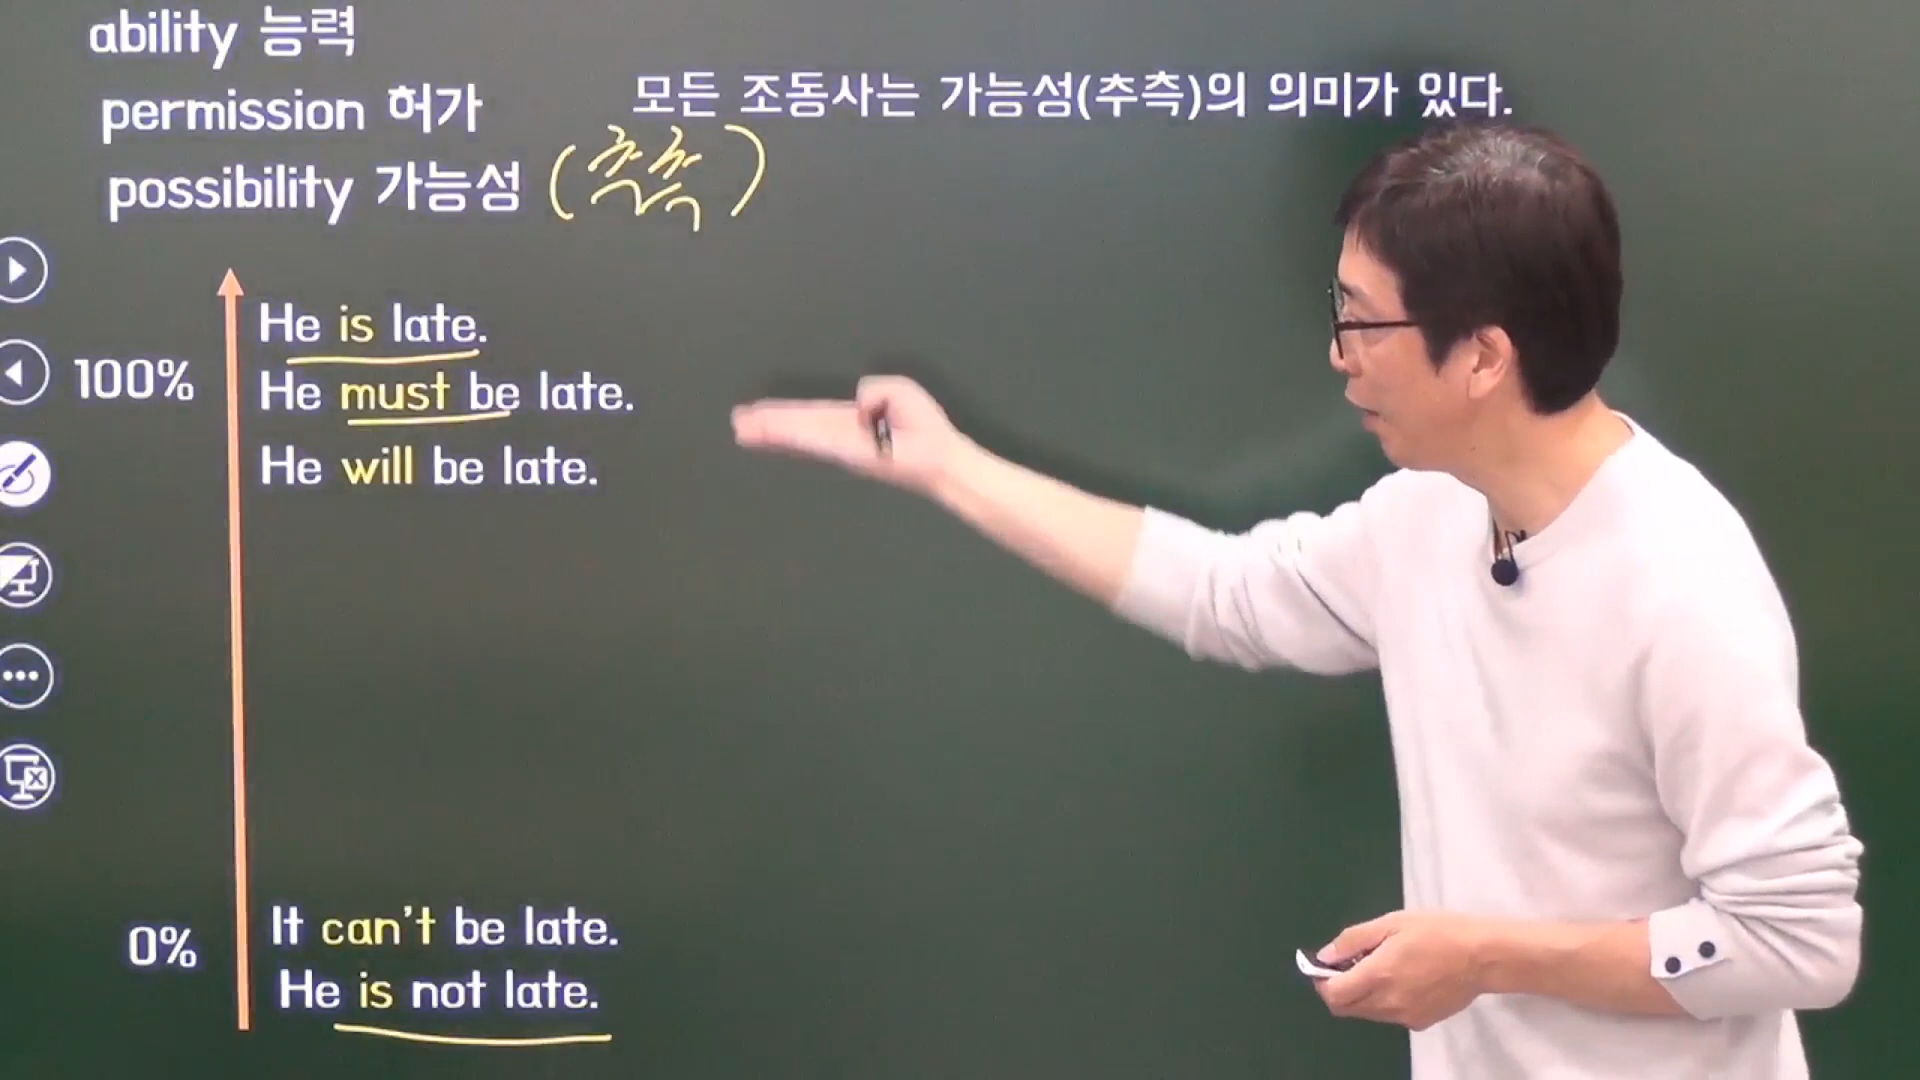 ability 능력
permission 허가
모든 조동사는 가능성(추측)의 의미가 있다.
possibility 가능성 (추측)
He is late.
100%
He must be late.
He will be late.
It can't be late.
0%
He is not late.